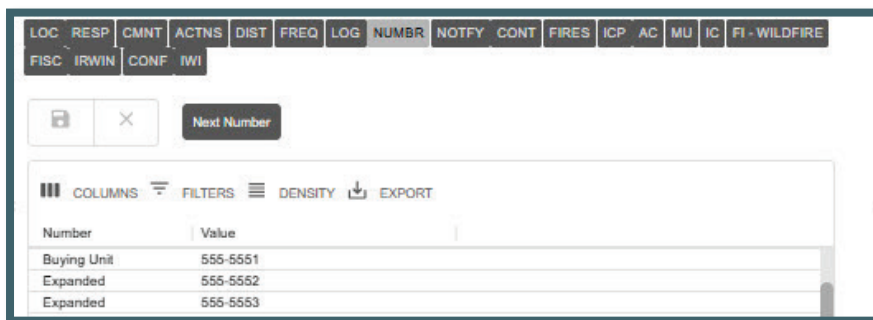 LOC RESP CMNT ACTNS DIST FREQ LOG NUMBR NOTFY CONT FIRES ICP AC MU IC FI - WILDFIRE
FISC IRWIN CONF IWI
Next Number
COLUMNS FILTERS DENSITY EXPORT
Number Value
Buying Unit 555-5551
Expanded 555-5552
Expanded 555-5553